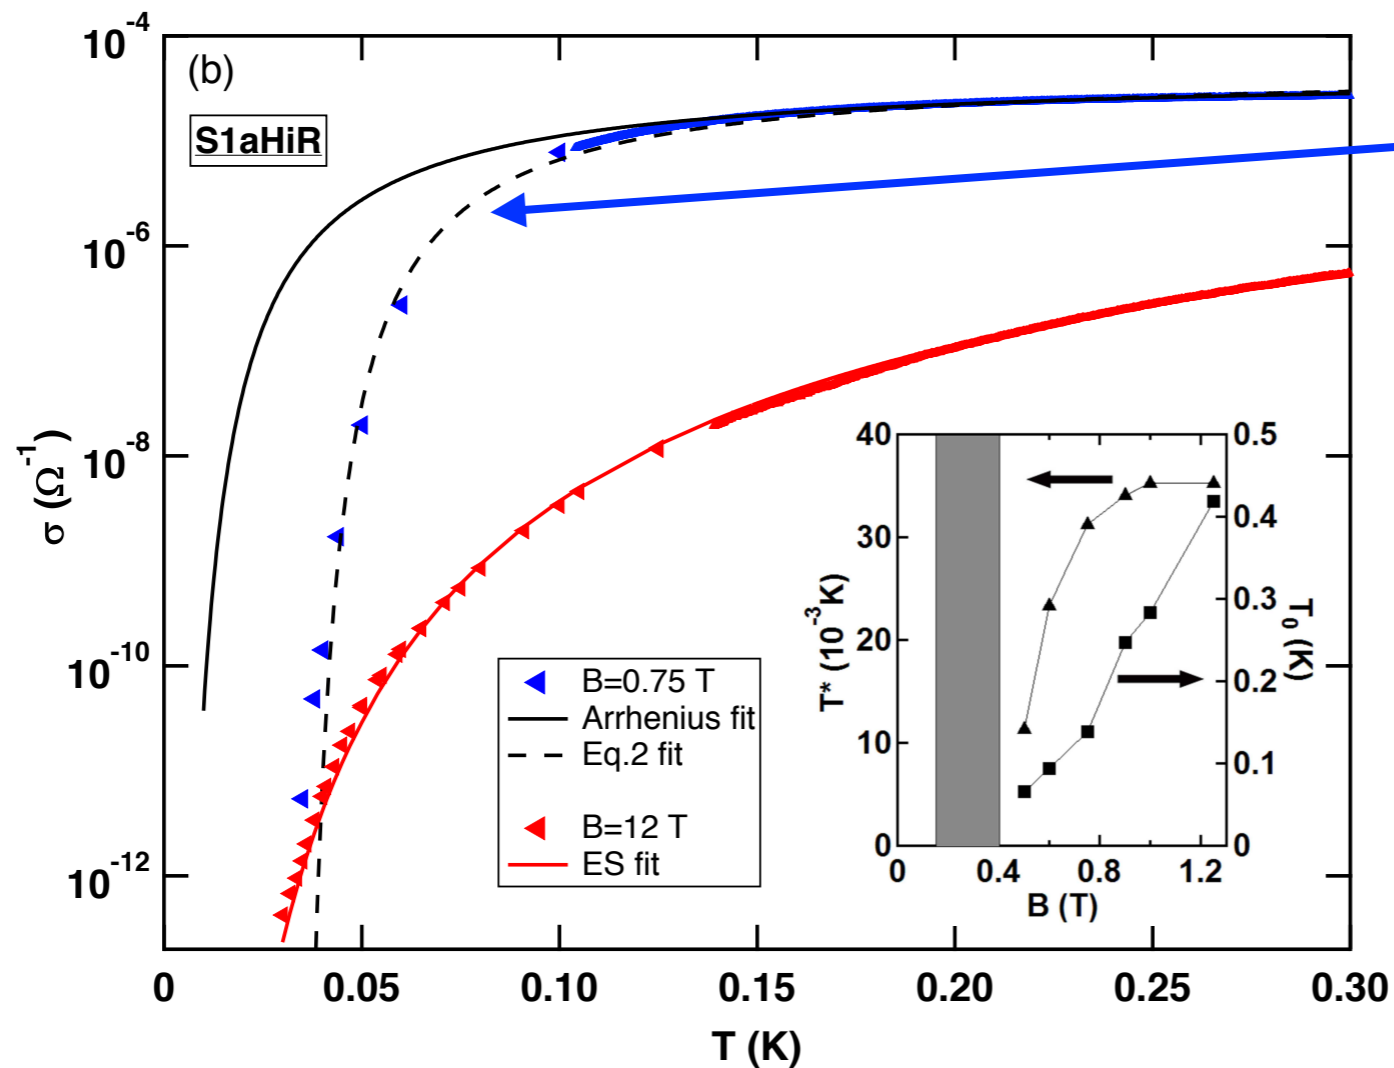 (b)
S1aHiR
10⁻⁴
10⁻⁶
10⁻⁸
10⁻¹⁰
10⁻¹²
σ (Ω⁻¹)
0 0.05 0.10 0.15 0.20 0.25 0.30
T (K)
B=0.75 T
Arrhenius fit
Eq.2 fit
B=12 T
ES fit
40
30
20
10
0
T* (10⁻³K)
0.5
0.4
0.3
0.2
0.1
0
T₀ (K)
0 0.4 0.8 1.2
B (T)